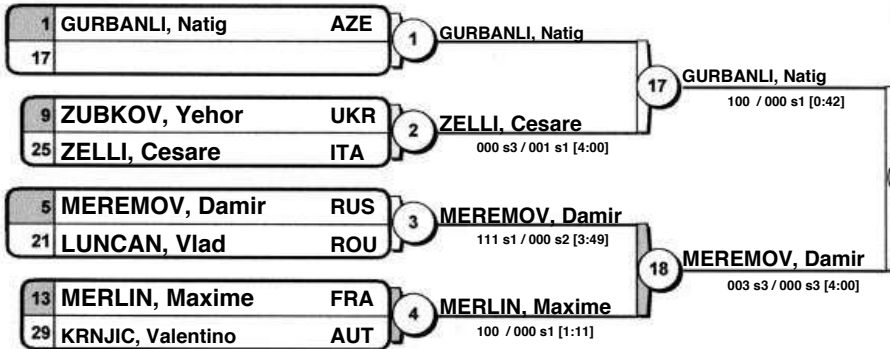 1 GURBANLI, Natig AZE
17
1
GURBANLI, Natig
9 ZUBKOV, Yehor UKR
25 ZELLI, Cesare ITA
2
ZELLI, Cesare
000 s3 / 001 s1 [4:00]
17
GURBANLI, Natig
100 / 000 s1 [0:42]
5 MEREMOV, Damir RUS
21 LUNCAN, Vlad ROU
3
MEREMOV, Damir
111 s1 / 000 s2 [3:49]
13 MERLIN, Maxime FRA
29 KRNJIC, Valentino AUT
4
MERLIN, Maxime
100 / 000 s1 [1:11]
18
MEREMOV, Damir
003 s3 / 000 s3 [4:00]